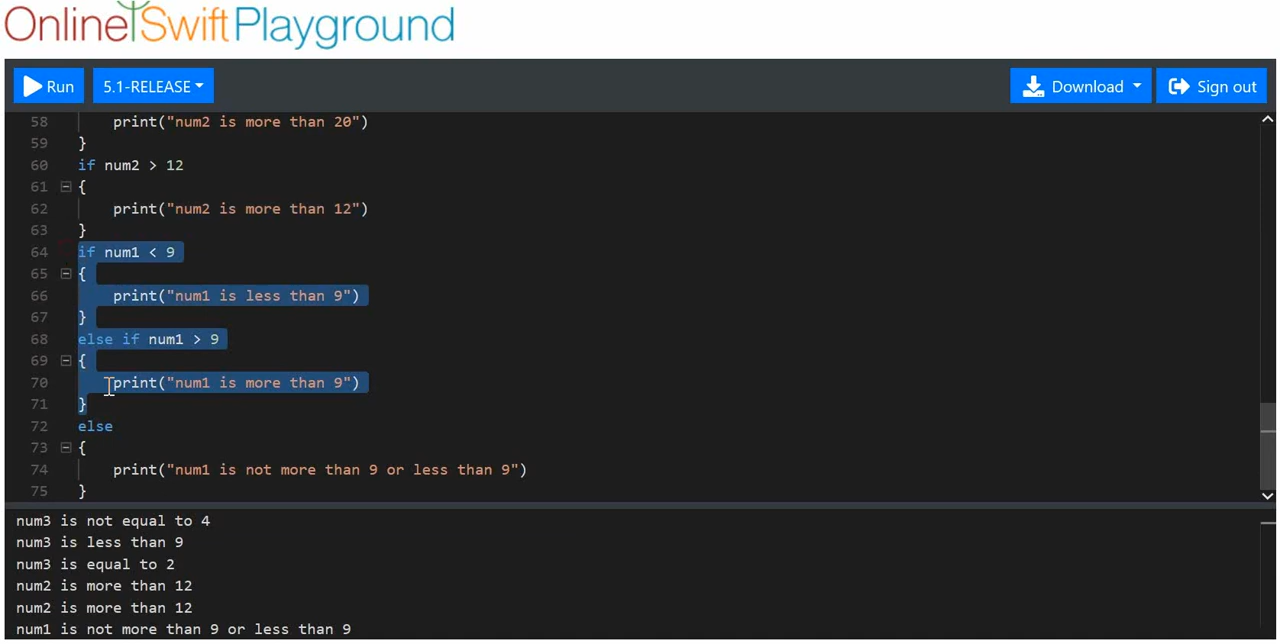 Online Swift Playground
Run 5.1-RELEASE Download Sign out
58 print("num2 is more than 20")
59 }
60 if num2 > 12
61 {
62 print("num2 is more than 12")
63 }
64 if num1 < 9
65 {
66 print("num1 is less than 9")
67 }
68 else if num1 > 9
69 {
70 print("num1 is more than 9")
71 }
72 else
73 {
74 print("num1 is not more than 9 or less than 9")
75 }
num3 is not equal to 4
num3 is less than 9
num3 is equal to 2
num2 is more than 12
num2 is more than 12
num1 is not more than 9 or less than 9